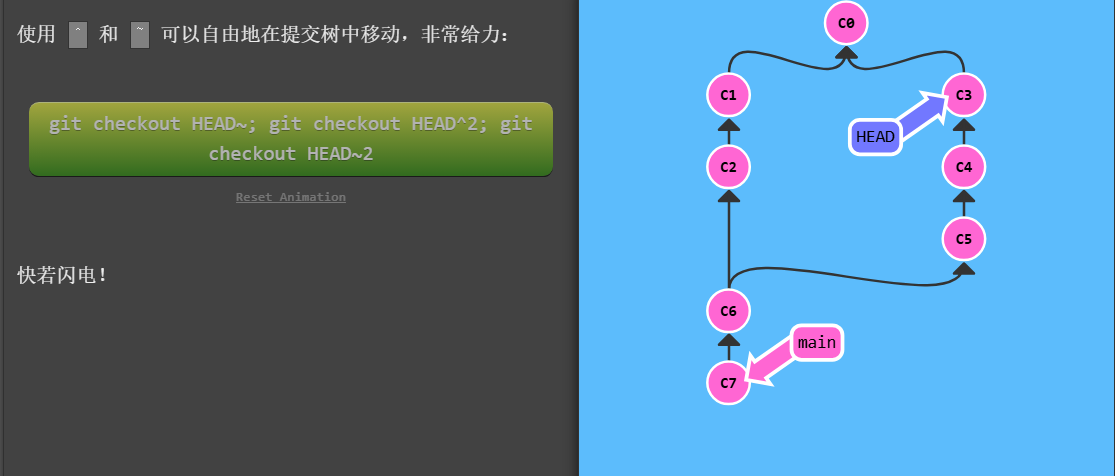 使用 ^ 和 ~ 可以自由地在提交树中移动，非常给力：
git checkout HEAD~; git checkout HEAD^2; git
checkout HEAD~2
Reset Animation
快若闪电！
C0
C1
C3
HEAD
C2
C4
C5
C6
main
C7